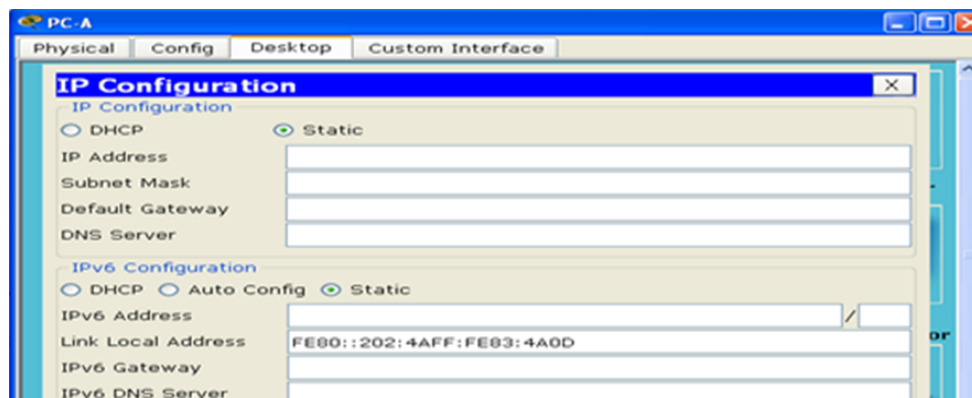 PC-A
Physical Config Desktop Custom Interface
IP Configuration X
IP Configuration
DHCP Static
IP Address
Subnet Mask
Default Gateway
DNS Server
IPv6 Configuration
DHCP Auto Config Static
IPv6 Address /
Link Local Address FE80::202:4AFF:FE83:4A0D
IPv6 Gateway
IPv6 DNS Server
or